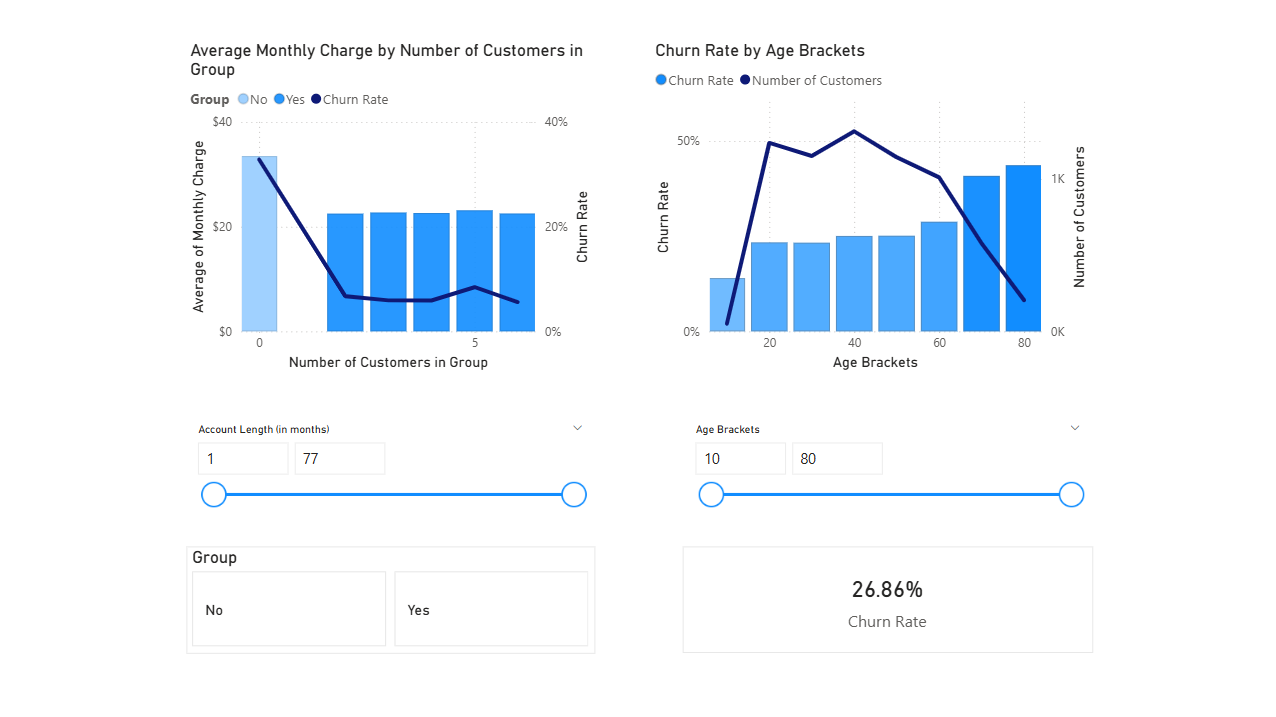 Average Monthly Charge by Number of Customers in
Group
Group No Yes Churn Rate
$40
$20
$0
40%
20%
0%
Average of Monthly Charge
Churn Rate
0 5
Number of Customers in Group
Churn Rate by Age Brackets
Churn Rate Number of Customers
50%
0%
1K
0K
Churn Rate
Number of Customers
20 40 60 80
Age Brackets
Account Length (in months)
1 77
Age Brackets
10 80
Group
No Yes
26.86%
Churn Rate